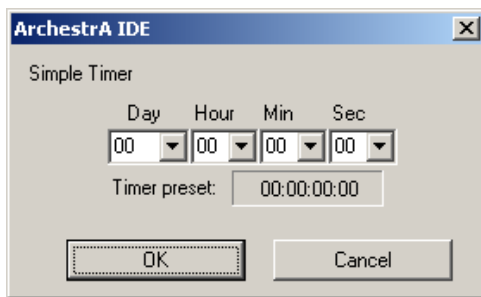 ArchestrA IDE
Simple Timer
Day Hour Min Sec
00 00 00 00
Timer preset: 00:00:00:00
OK Cancel